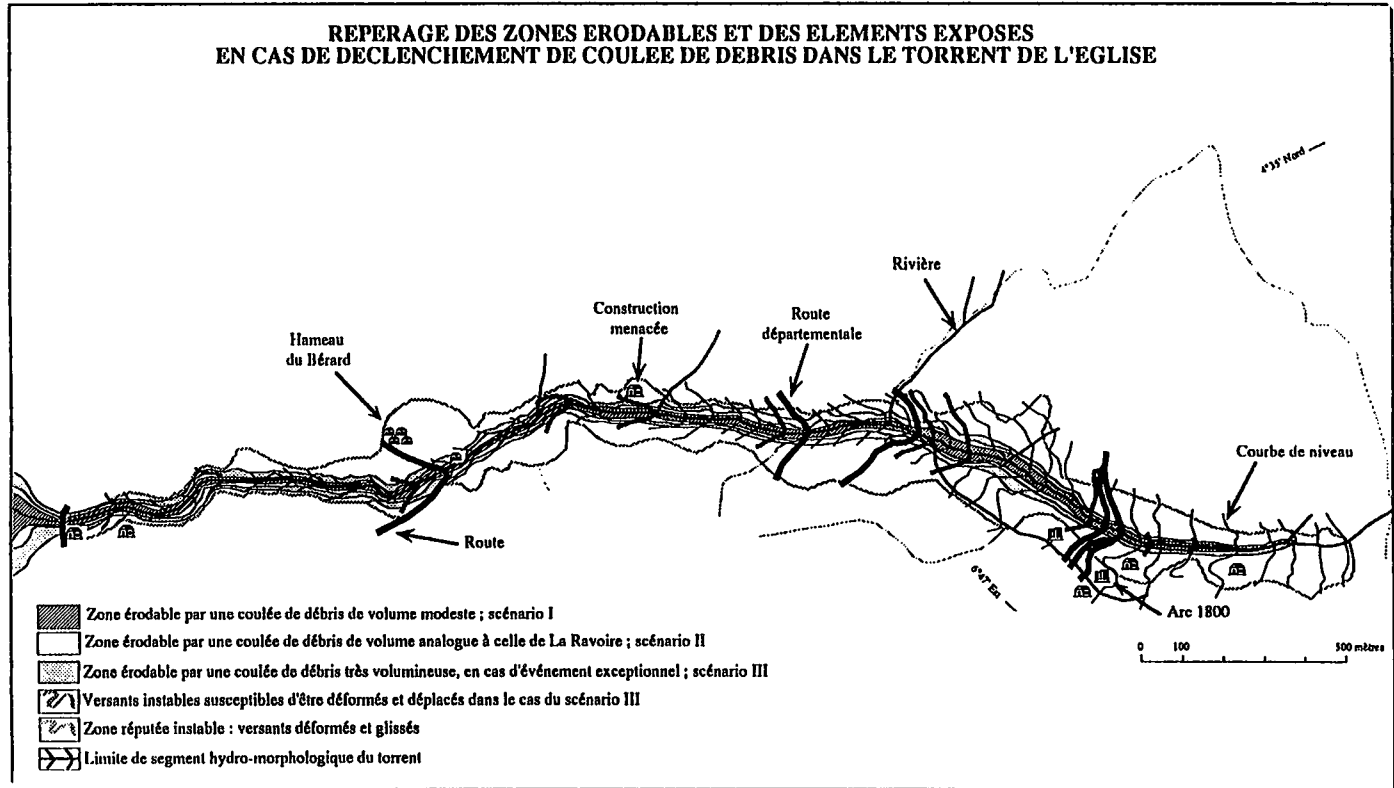 REPERAGE DES ZONES ERODABLES ET DES ELEMENTS EXPOSES
EN CAS DE DECLENCHEMENT DE COULEE DE DEBRIS DANS LE TORRENT DE L'EGLISE
4°35' Nord
Rivière
Construction
menacée
Route
départementale
Hameau
du Bérard
Courbe de niveau
Route
6°47'
Arc 1800
0 100 500 mètres
Zone érodable par une coulée de débris de volume modeste ; scénario I
Zone érodable par une coulée de débris de volume analogue à celle de La Ravoire ; scénario II
Zone érodable par une coulée de débris très volumineuse, en cas d'événement exceptionnel ; scénario III
Versants instables susceptibles d'être déformés et déplacés dans le cas du scénario III
Zone réputée instable : versants déformés et glissés
Limite de segment hydro-morphologique du torrent